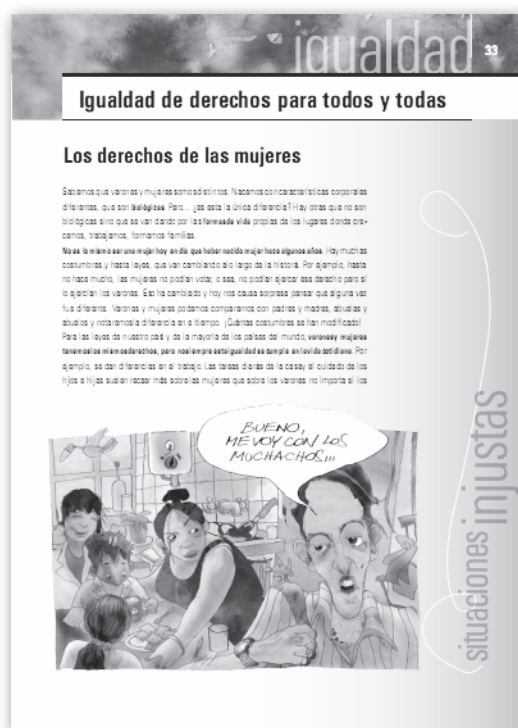 igualdad
33
Igualdad de derechos para todos y todas
Los derechos de las mujeres
Sabemos que varones y mujeres somos distintos. Nacemos con características corporales
diferentes, que son biológicas. Pero... ¿es esta la única diferencia? Hay otras que no son
biológicas sino que se van dando por las formas de vida propias de los lugares donde cre-
cemos, trabajamos, formamos familias.
No es lo mismo ser una mujer hoy en día que haber nacido mujer hace algunos años. Hay muchas
costumbres y hasta leyes, que van cambiando a lo largo de la historia. Por ejemplo, hasta
no hace mucho, las mujeres no podían votar, o sea, no podían ejercer ese derecho pero sí
lo ejercían los varones. Eso ha cambiado y hoy nos causa sorpresa pensar que alguna vez
fue diferente. Varones y mujeres podemos compararnos con padres y madres, abuelas y
abuelos y notaremos la diferencia en el tiempo. ¡Cuántas costumbres se han modificado!
Para las leyes de nuestro país y de la mayoría de los países del mundo, varones y mujeres
tenemos los mismos derechos, pero no siempre esta igualdad se cumple en la vida cotidiana. Por
ejemplo, se dan diferencias en el trabajo. Las tareas diarias de la casa y el cuidado de los
hijos e hijas suelen recaer más sobre las mujeres que sobre los varones no importa si los
BUENO,
ME VOY CON LOS
MUCHACHOS...
situaciones injustas